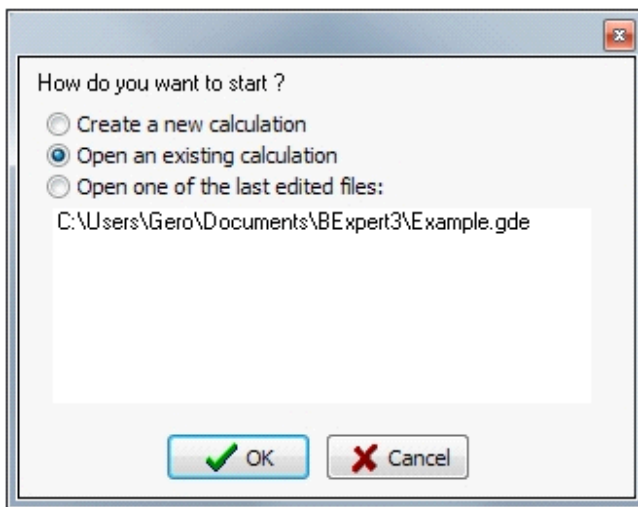 How do you want to start ?
Create a new calculation
Open an existing calculation
Open one of the last edited files:
C:\Users\Gero\Documents\BExpert3\Example.gde
OK
Cancel